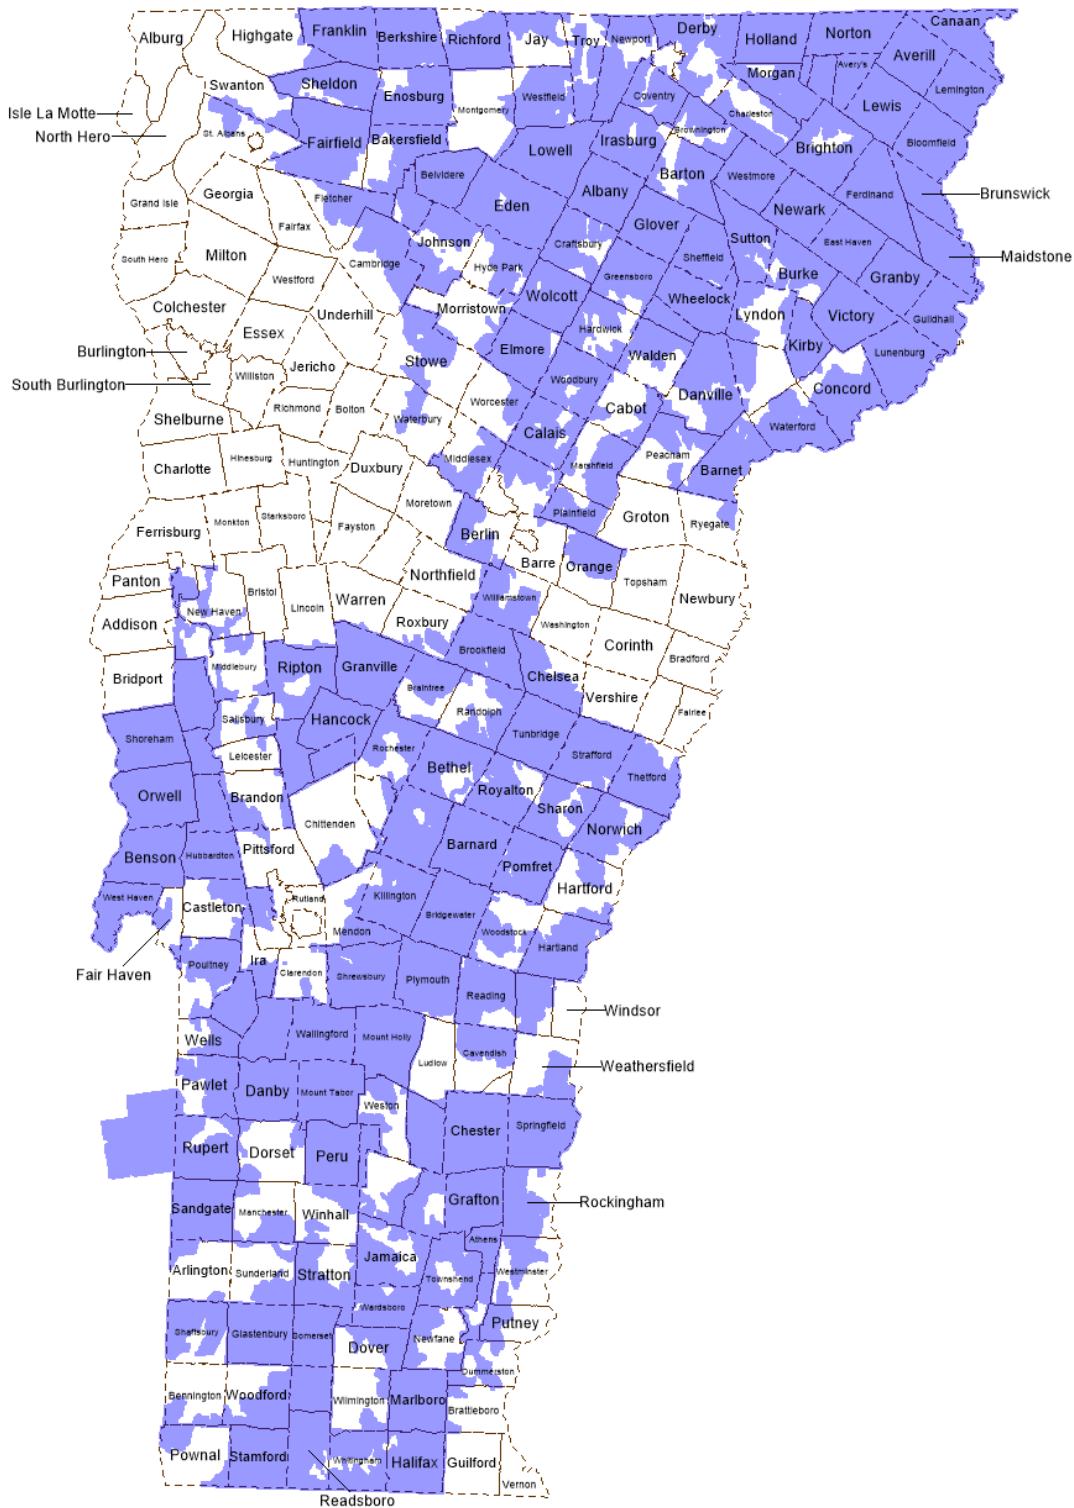 Canaan
Alburg
Highgate
Franklin
Berkshire
Richford
Jay
Troy
Newport
Derby
Holland
Norton
Averill
Avery's
Morgan
Swanton
Sheldon
Enosburg
Montgomery
Westfield
Coventry
Charleston
Lewis
Lemington
Isle La Motte
North Hero
St. Albans
Fairfield
Bakersfield
Lowell
Irasburg
Brownington
Brighton
Bloomfield
Belvidere
Barton
Westmore
Georgia
Fletcher
Eden
Albany
Ferdinand
Brunswick
Grand Isle
Fairfax
Newark
Glover
Johnson
Craftsbury
Sutton
East Haven
South Hero
Milton
Cambridge
Hyde Park
Sheffield
Maidstone
Westford
Greensboro
Burke
Granby
Colchester
Underhill
Morristown
Wolcott
Wheelock
Lyndon
Victory
Guildhall
Essex
Hardwick
Burlington
Elmore
Walden
Kirby
Lunenburg
Jericho
Stowe
South Burlington
Williston
Woodbury
Concord
Danville
Richmond
Bolton
Worcester
Cabot
Shelburne
Waterbury
Waterford
Calais
Charlotte
Hinesburg
Huntington
Duxbury
Middlesex
Marshfield
Peacham
Barnet
Moretown
Plainfield
Groton
Ryegate
Ferrisburg
Monkton
Starksboro
Fayston
Berlin
Barre
Orange
Panton
Northfield
Topsham
Newbury
Bristol
Lincoln
Warren
Williamstown
Addison
New Haven
Roxbury
Washington
Corinth
Brookfield
Bradford
Bridport
Middlebury
Ripton
Granville
Chelsea
Braintree
Vershire
Randolph
Fairlee
Salisbury
Hancock
Shoreham
Rochester
Tunbridge
Strafford
Leicester
Bethel
Thetford
Orwell
Brandon
Royalton
Sharon
Chittenden
Norwich
Benson
Hubbardton
Pittsford
Barnard
Pomfret
Hartford
West Haven
Castleton
Rutland
Killington
Bridgewater
Mendon
Woodstock
Hartland
Fair Haven
Poultney
Ira
Clarendon
Shrewsbury
Plymouth
Reading
Windsor
Wells
Wallingford
Mount Holly
Ludlow
Cavendish
Weathersfield
Pawlet
Danby
Mount Tabor
Weston
Chester
Springfield
Rupert
Dorset
Peru
Grafton
Rockingham
Sandgate
Manchester
Winhall
Athens
Jamaica
Arlington
Sunderland
Stratton
Townshend
Westminster
Wardsboro
Putney
Shaftsbury
Glastenbury
Somerset
Dover
Newfane
Dummerston
Bennington
Woodford
Wilmington
Marlboro
Brattleboro
Pownal
Stamford
Whitingham
Halifax
Guilford
Vernon
Readsboro